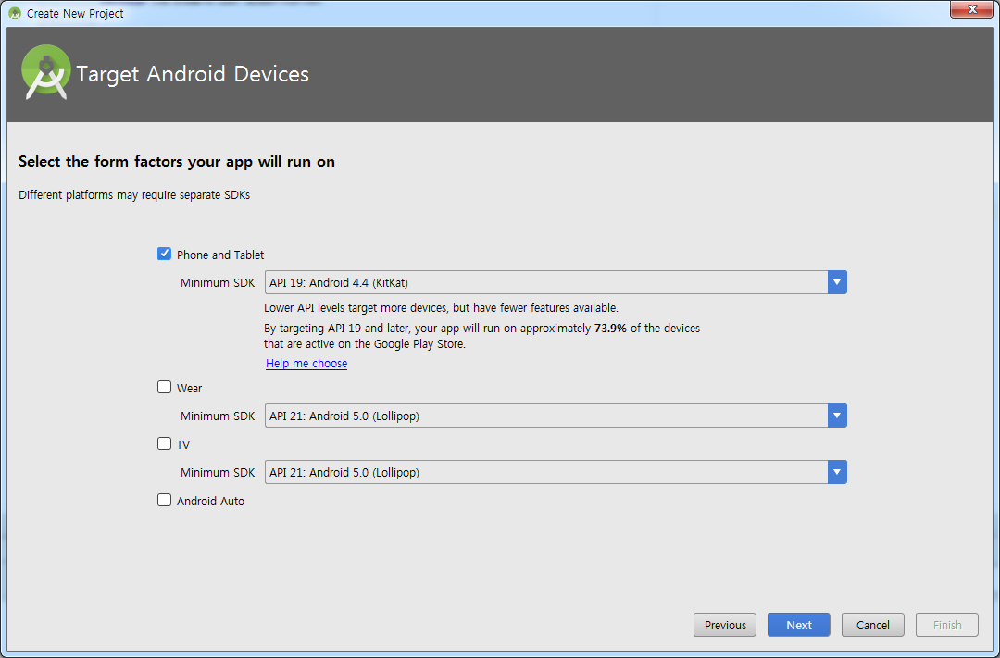 Create New Project
Target Android Devices
Select the form factors your app will run on
Different platforms may require separate SDKs
Phone and Tablet
Minimum SDK API 19: Android 4.4 (KitKat)
Lower API levels target more devices, but have fewer features available.
By targeting API 19 and later, your app will run on approximately 73.9% of the devices
that are active on the Google Play Store.
Help me choose
Wear
Minimum SDK API 21: Android 5.0 (Lollipop)
TV
Minimum SDK API 21: Android 5.0 (Lollipop)
Android Auto
Previous Next Cancel Finish